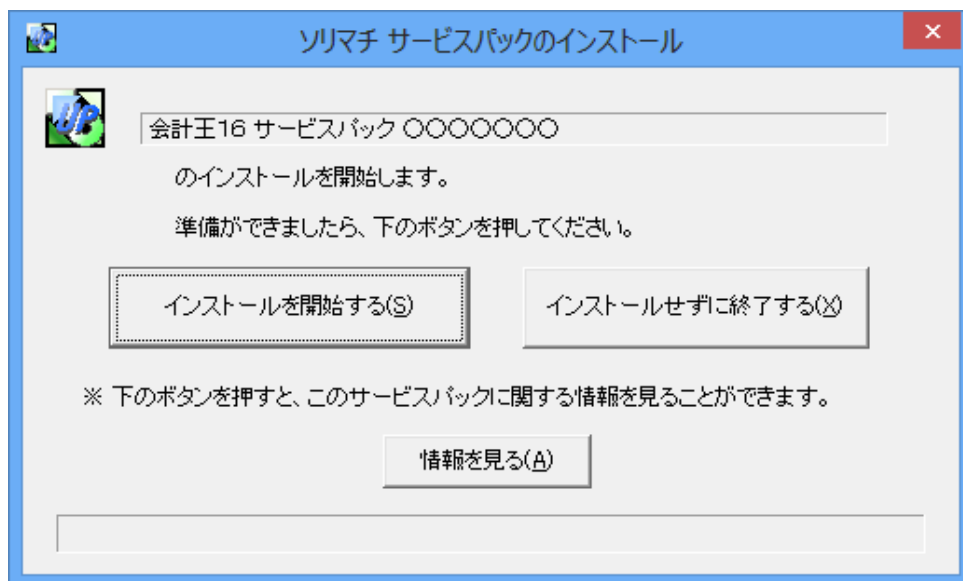 ソリマチ サービスパックのインストール
UP
会計王16 サービスパック ○○○○○○○
のインストールを開始します。
準備ができましたら、下のボタンを押してください。
インストールを開始する(S)
インストールせずに終了する(X)
※ 下のボタンを押すと、このサービスパックに関する情報を見ることができます。
情報を見る(A)